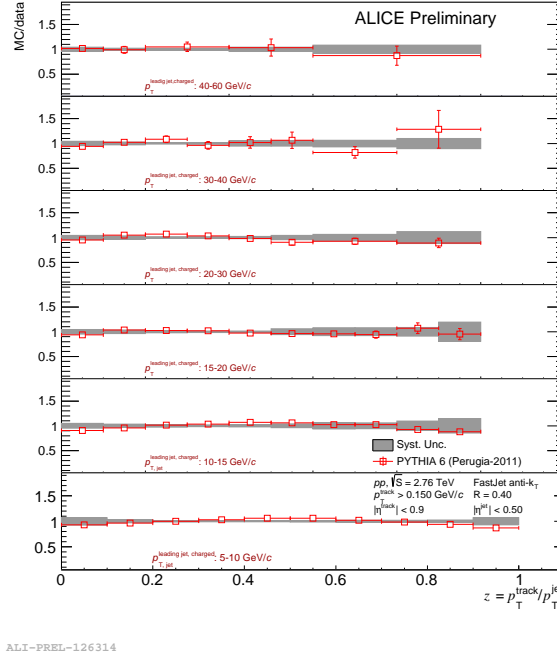 MC/data
ALICE Preliminary
1.5
1
0.5
p_T^leadig jet,charged: 40-60 GeV/c
1.5
1
0.5
p_T^leading jet, charged: 30-40 GeV/c
1.5
1
0.5
p_T^leading jet, charged: 20-30 GeV/c
1.5
1
0.5
p_T^leading jet, charged: 15-20 GeV/c
1.5
1
0.5
p_T, jet^leading jet, charged: 10-15 GeV/c
Syst. Unc.
PYTHIA 6 (Perugia-2011)
1.5
1
0.5
pp, √S = 2.76 TeV FastJet anti-k_T
p_T^track > 0.150 GeV/c R = 0.40
|η^track| < 0.9 |η^jet| < 0.50
p_T, jet^leading jet, charged: 5-10 GeV/c
0 0.2 0.4 0.6 0.8 1
z = p_T^track/p_T^je
ALI-PREL-126314